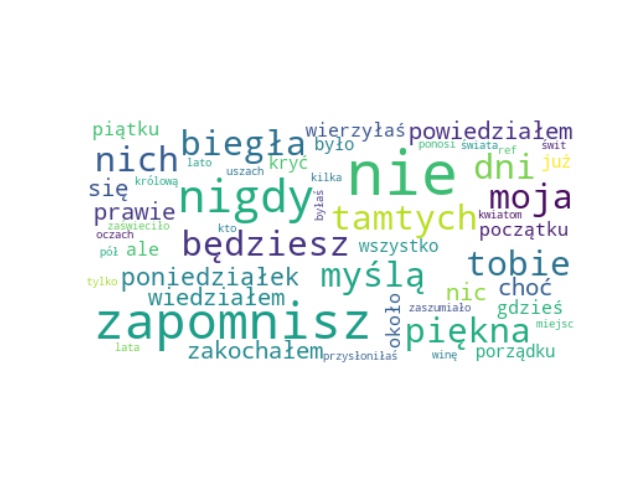 piątku biegła wierzyłaś powiedziałem
nich lato uszach kryć było nie ponosi świata ref świt
dni już
się królową nigdy kilka moja
prawie byłaś tamtych kwiatom
zaświeciło kto początku
oczach
pół ale będziesz wszystko tobie
tylko poniedziałek myślą nic choć
wiedziałem około zaszumiało gdzieś
zapomnisz piękna miejsc
lata zakochałem przysłoniłaś winę porządku